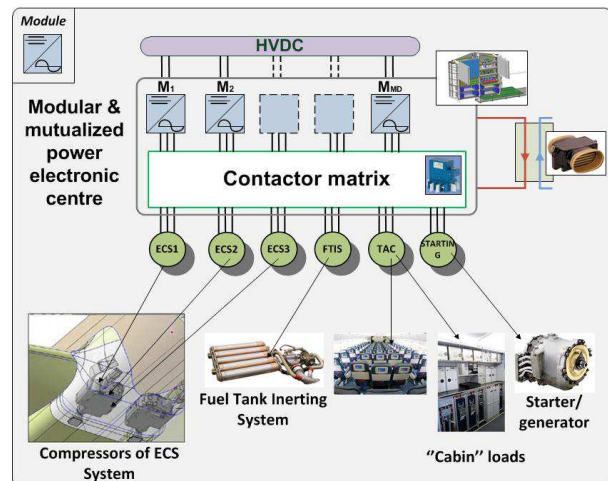 Module
HVDC
M1
M2
MMD
Modular &
mutualized
power
electronic
centre
Contactor matrix
ECS1
ECS2
ECS3
FTIS
TAC
STARTIN
G
Fuel Tank Inerting
System
Starter/
generator
"Cabin" loads
Compressors of ECS
System